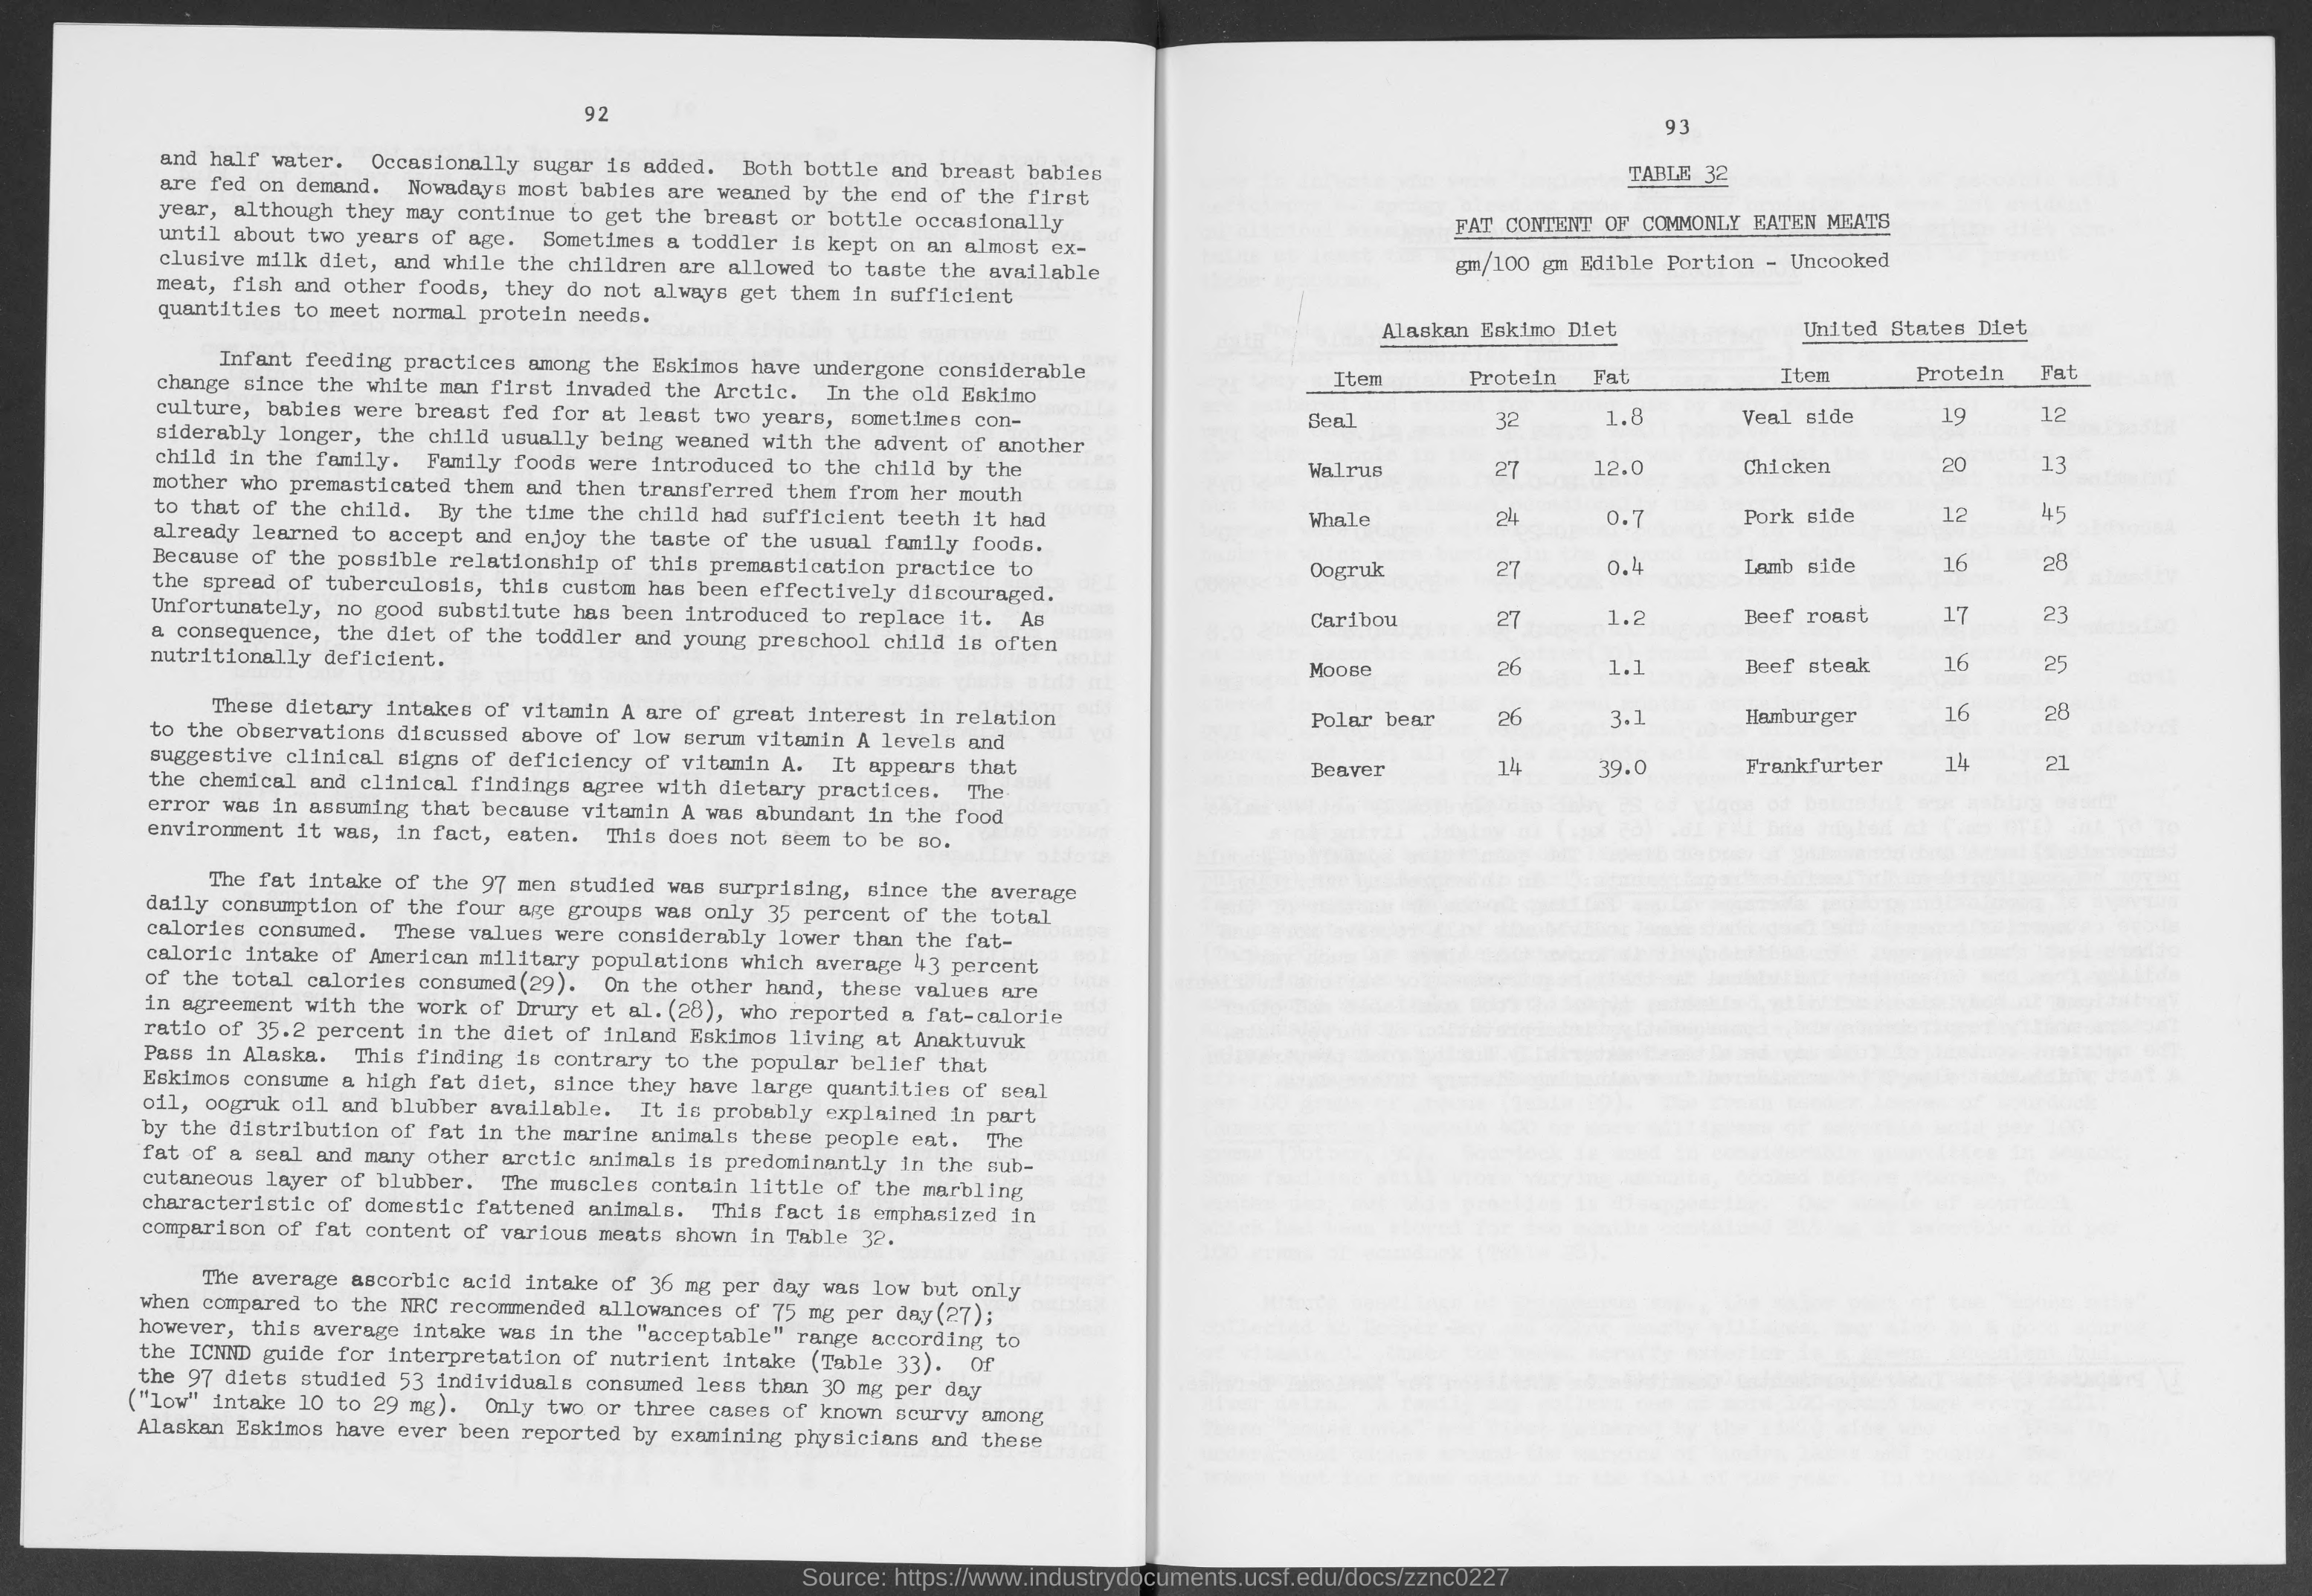 92
and half water. Occasionally sugar is added. Both bottle and breast babies
are fed on demand. Nowadays most babies are weaned by the end of the first
year, although they may continue to get the breast or bottle occasionally
until about two years of age. Sometimes a toddler is kept on an almost ex-
clusive milk diet, and while the children are allowed to taste the available
meat, fish and other foods, they do not always get them in sufficient
quantities to meet normal protein needs.
Infant feeding practices among the Eskimos have undergone considerable
change since the white man first invaded the Arctic. In the old Eskimo
culture, babies were breast fed for at least two years, sometimes con-
siderably longer, the child usually being weaned with the advent of another
child in the family. Family foods were introduced to the child by the
mother who premasticated them and then transferred them from her mouth
to that of the child. By the time the child had sufficient teeth it had
already learned to accept and enjoy the taste of the usual family foods.
Because of the possible relationship of this premastication practice to
the spread of tuberculosis, this custom has been effectively discouraged.
Unfortunately, no good substitute has been introduced to replace it. As
a consequence, the diet of the toddler and young preschool child is often
nutritionally deficient.
These dietary intakes of vitamin A are of great interest in relation
to the observations discussed above of low serum vitamin A levels and
suggestive clinical signs of deficiency of vitamin A. It appears that
the chemical and clinical findings agree with dietary practices. The
error was in assuming that because vitamin A was abundant in the food
environment it was, in fact, eaten. This does not seem to be so.
The fat intake of the 97 men studied was surprising, since the average
daily consumption of the four age groups was only 35 percent of the total
calories consumed. These values were considerably lower than the fat-
caloric intake of American military populations which average 43 percent
of the total calories consumed(29). On the other hand, these values are
in agreement with the work of Drury et al.(28), who reported a fat-calorie
ratio of 35.2 percent in the diet of inland Eskimos living at Anaktuvuk
Pass in Alaska. This finding is contrary to the popular belief that
Eskimos consume a high fat diet, since they have large quantities of seal
oil, oogruk oil and blubber available. It is probably explained in part
by the distribution of fat in the marine animals these people eat. The
fat of a seal and many other arctic animals is predominantly in the sub-
cutaneous layer of blubber. The muscles contain little of the marbling
characteristic of domestic fattened animals. This fact is emphasized in
comparison of fat content of various meats shown in Table 32.
The average ascorbic acid intake of 36 mg per day was low but only
when compared to the NRC recommended allowances of 75 mg per day(27);
however, this average intake was in the "acceptable" range according to
the ICNND guide for interpretation of nutrient intake (Table 33). Of
the 97 diets studied 53 individuals consumed less than 30 mg per day
("low" intake 10 to 29 mg). Only two or three cases of known scurvy among
Alaskan Eskimos have ever been reported by examining physicians and these
93
TABLE 32
FAT CONTENT OF COMMONLY EATEN MEATS
gm/100 gm Edible Portion - Uncooked
Alaskan Eskimo Diet United States Diet
Item Protein Fat Item Protein Fat
Seal 32 1.8 Veal side 19 12
Walrus 27 12.0 Chicken 20 13
Whale 24 0.7 Pork side 12 45
Oogruk 27 0.4 Lamb side 16 28
Caribou 27 1.2 Beef roast 17 23
Moose 26 1.1 Beef steak 16 25
Polar bear 26 3.1 Hamburger 16 28
Beaver 14 39.0 Frankfurter 14 21
Source: https://www.industrydocuments.ucsf.edu/docs/zznc0227